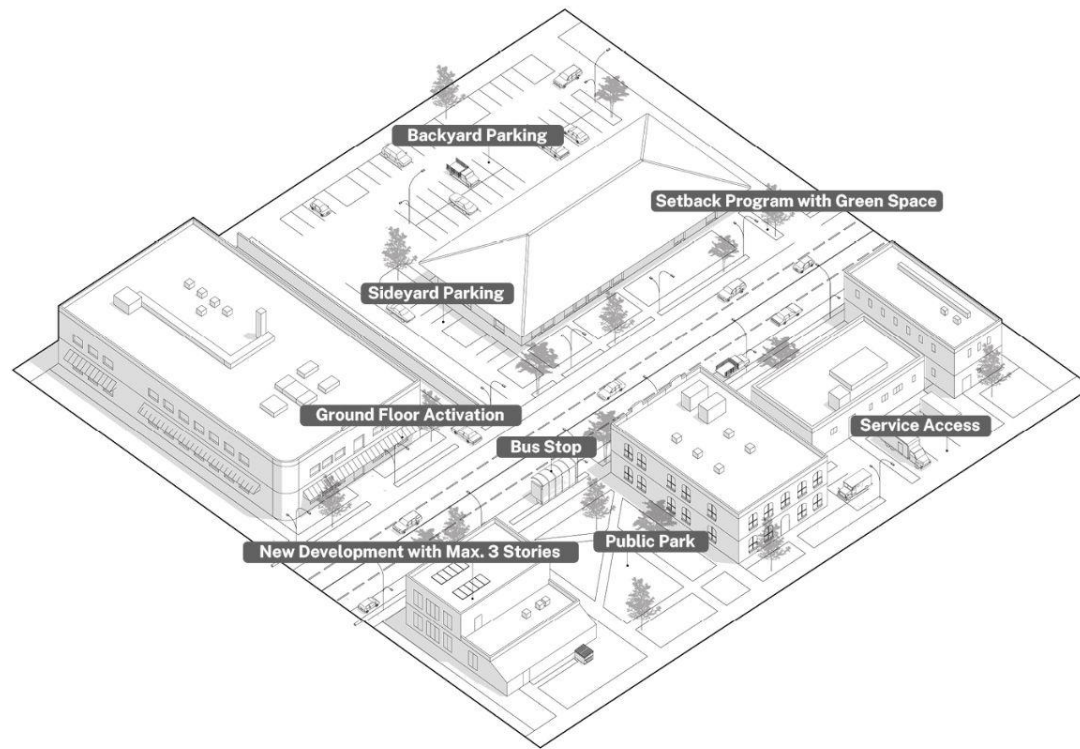 Backyard Parking
Setback Program with Green Space
Sideyard Parking
Ground Floor Activation
Service Access
Bus Stop
Public Park
New Development with Max. 3 Stories